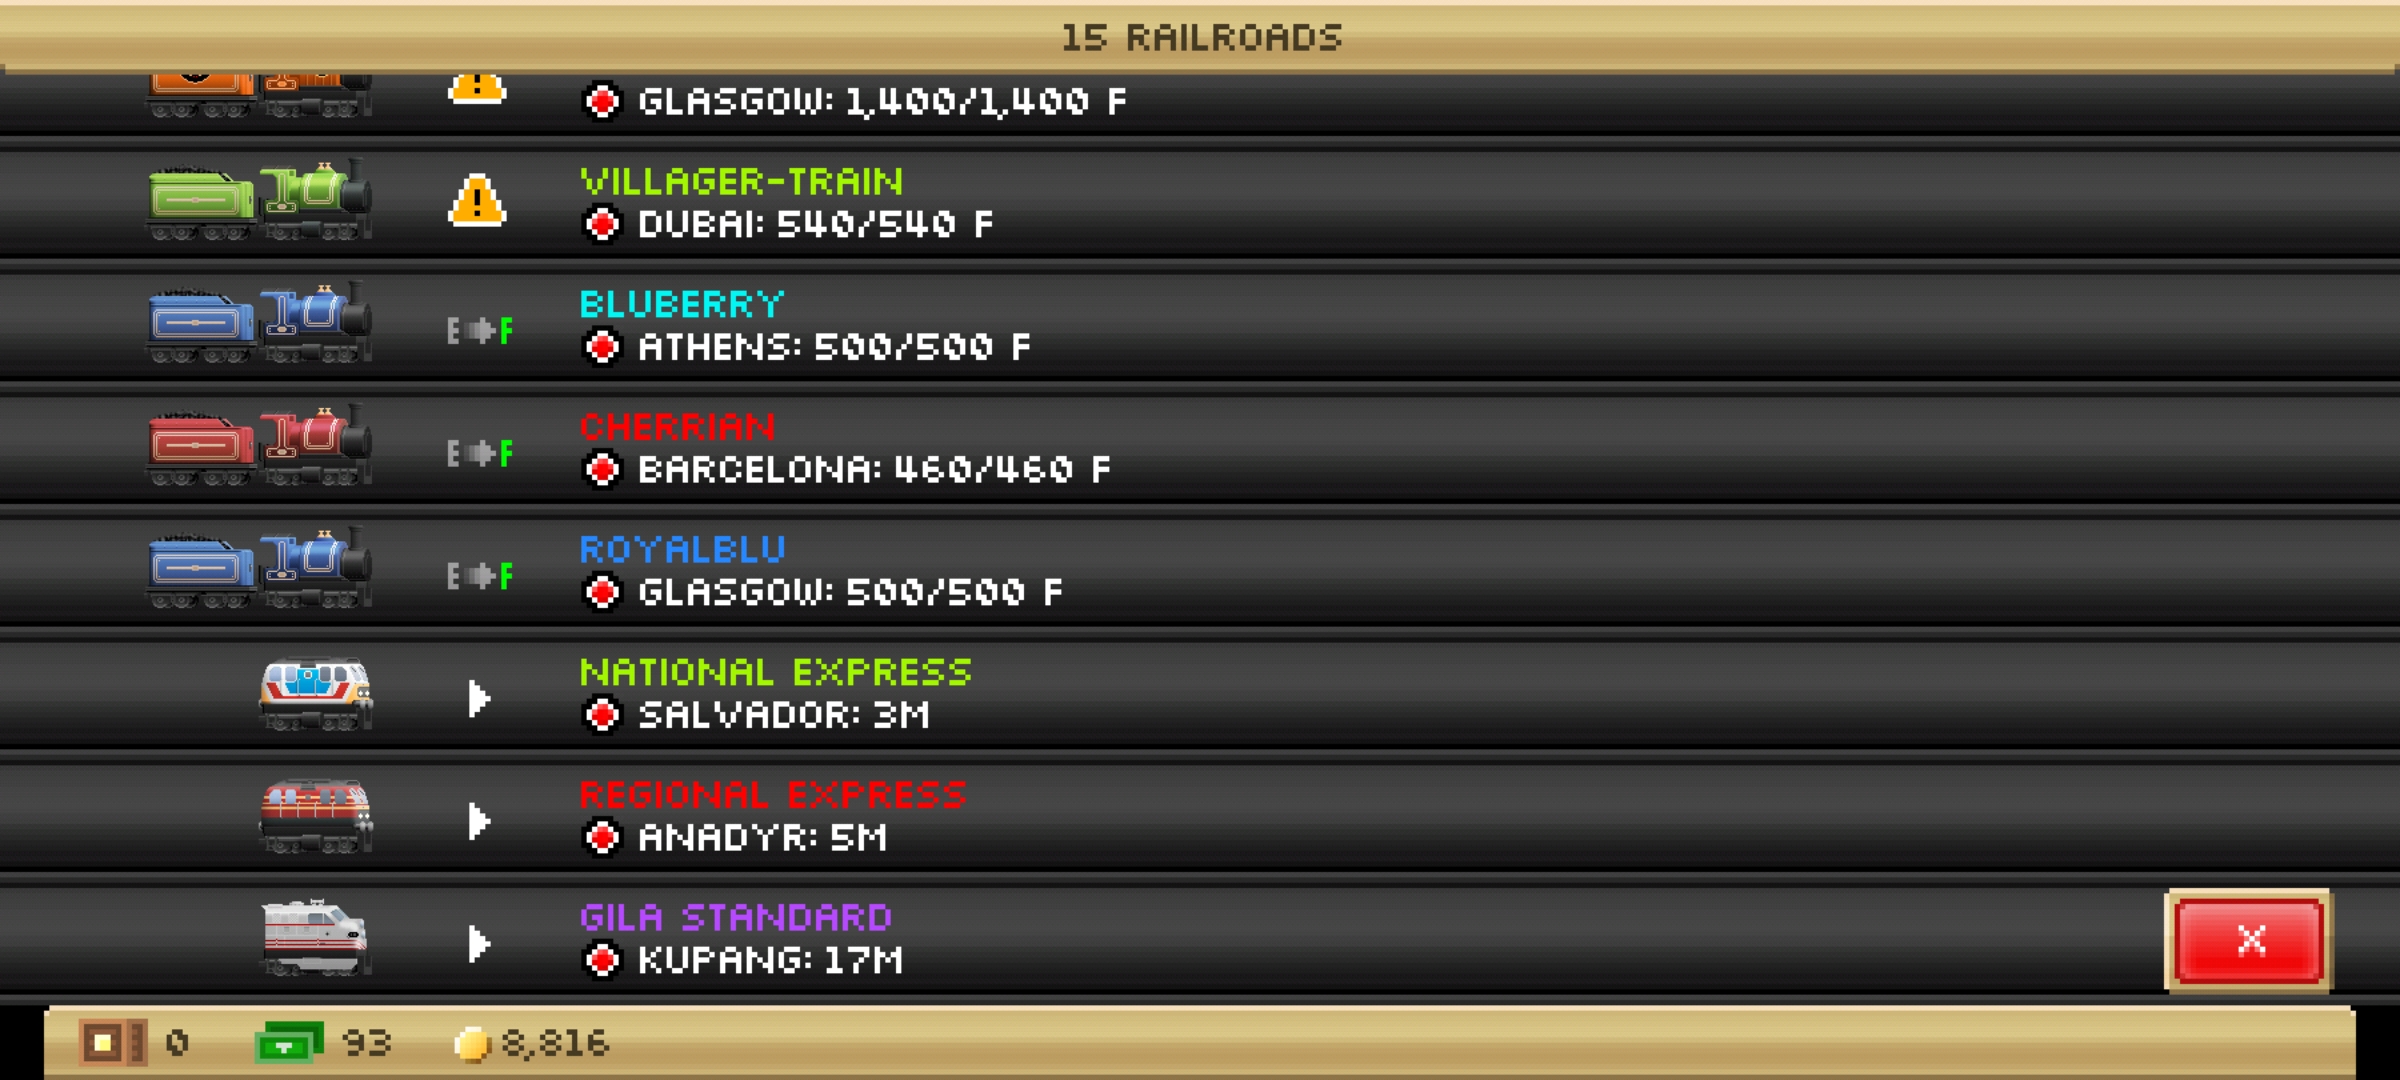 15 RAILROADS
GLASGOW: 1,400/1,400 F
VILLAGER-TRAIN
DUBAI: 540/540 F
BLUBERRY
E F ATHENS: 500/500 F
CHERRIAN
E F BARCELONA: 460/460 F
ROYALBLU
E F GLASGOW: 500/500 F
NATIONAL EXPRESS
SALVADOR: 3M
REGIONAL EXPRESS
ANADYR: 5M
GILA STANDARD
KUPANG: 17M
X
0 93 8,816